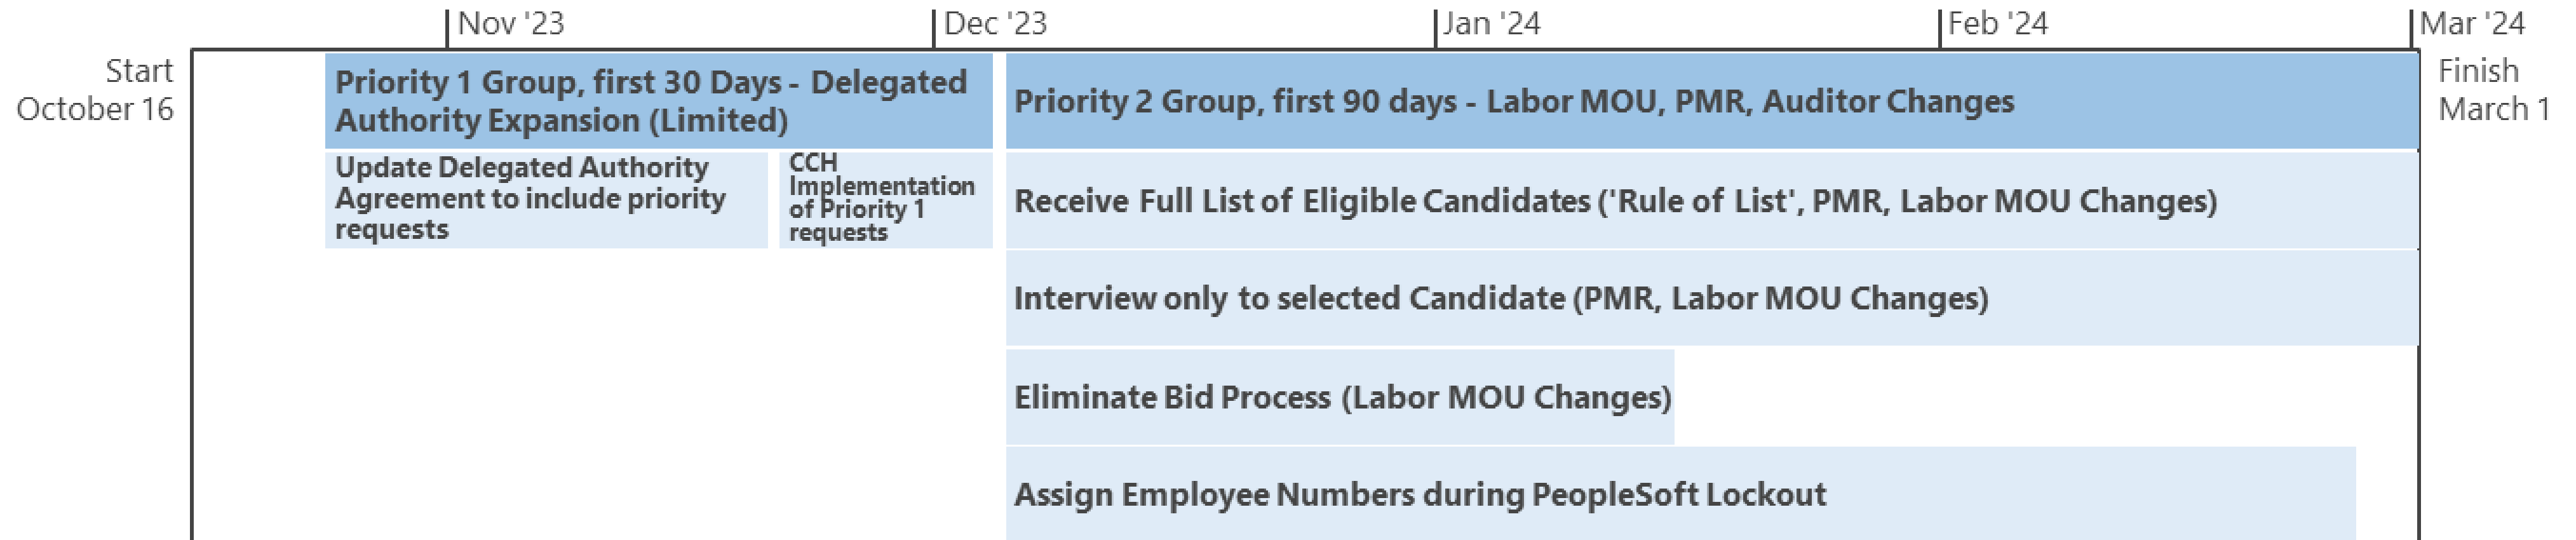 Nov '23
Dec '23
Jan '24
Feb '24
Mar '24
Start
October 16
Finish
March 1
Priority 1 Group, first 30 Days - Delegated
Authority Expansion (Limited)
Priority 2 Group, first 90 days - Labor MOU, PMR, Auditor Changes
Update Delegated Authority
Agreement to include priority
requests
CCH
Implementation
of Priority 1
requests
Receive Full List of Eligible Candidates ('Rule of List', PMR, Labor MOU Changes)
Interview only to selected Candidate (PMR, Labor MOU Changes)
Eliminate Bid Process (Labor MOU Changes)
Assign Employee Numbers during PeopleSoft Lockout